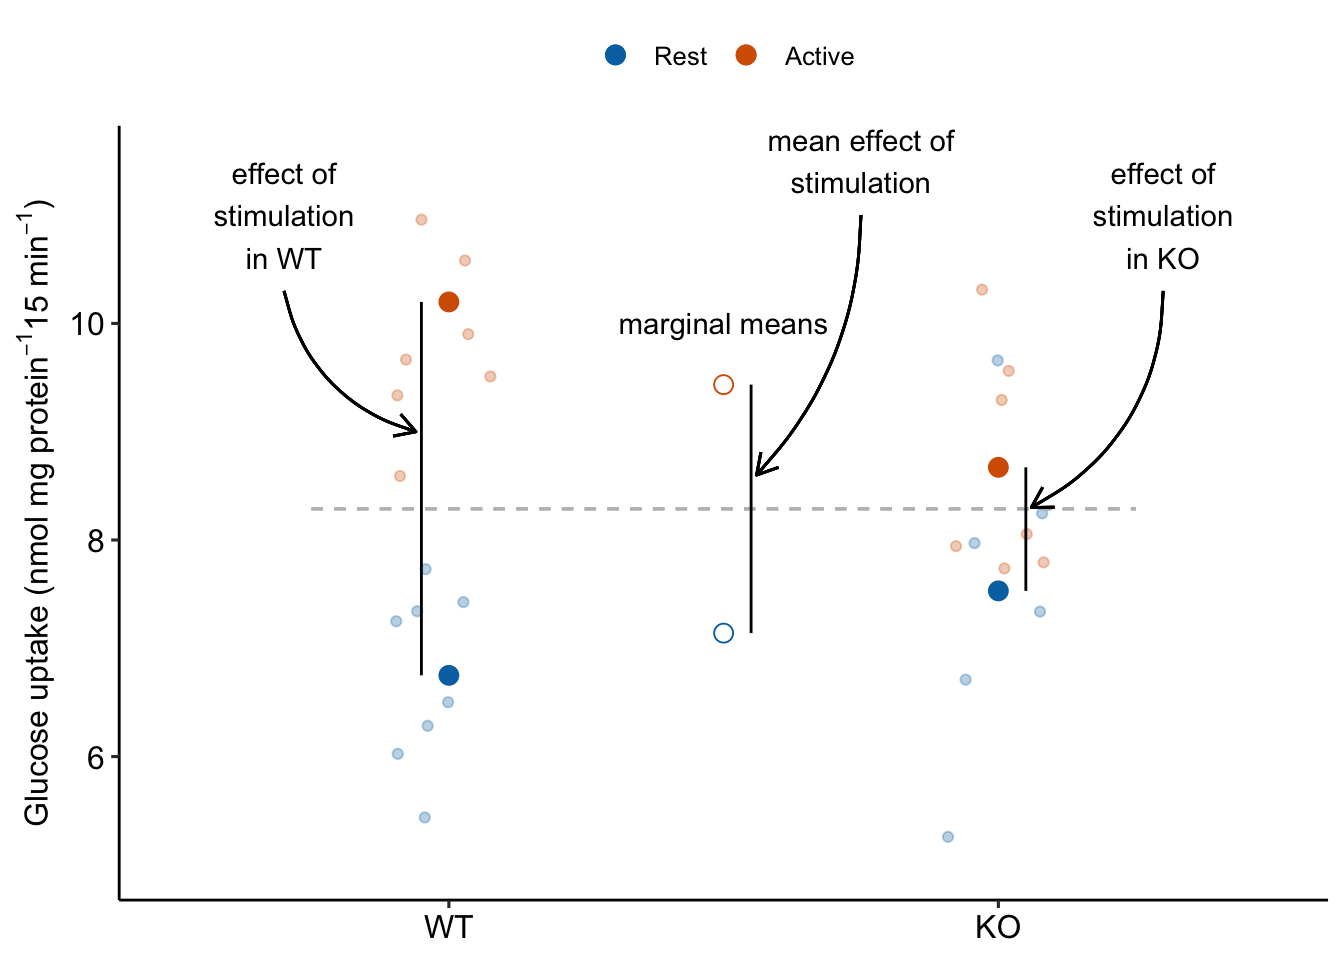 Rest Active
mean effect of
stimulation
effect of
stimulation
in WT
effect of
stimulation
in KO
marginal means
Glucose uptake (nmol mg protein⁻¹15 min⁻¹)
10
8
6
WT KO